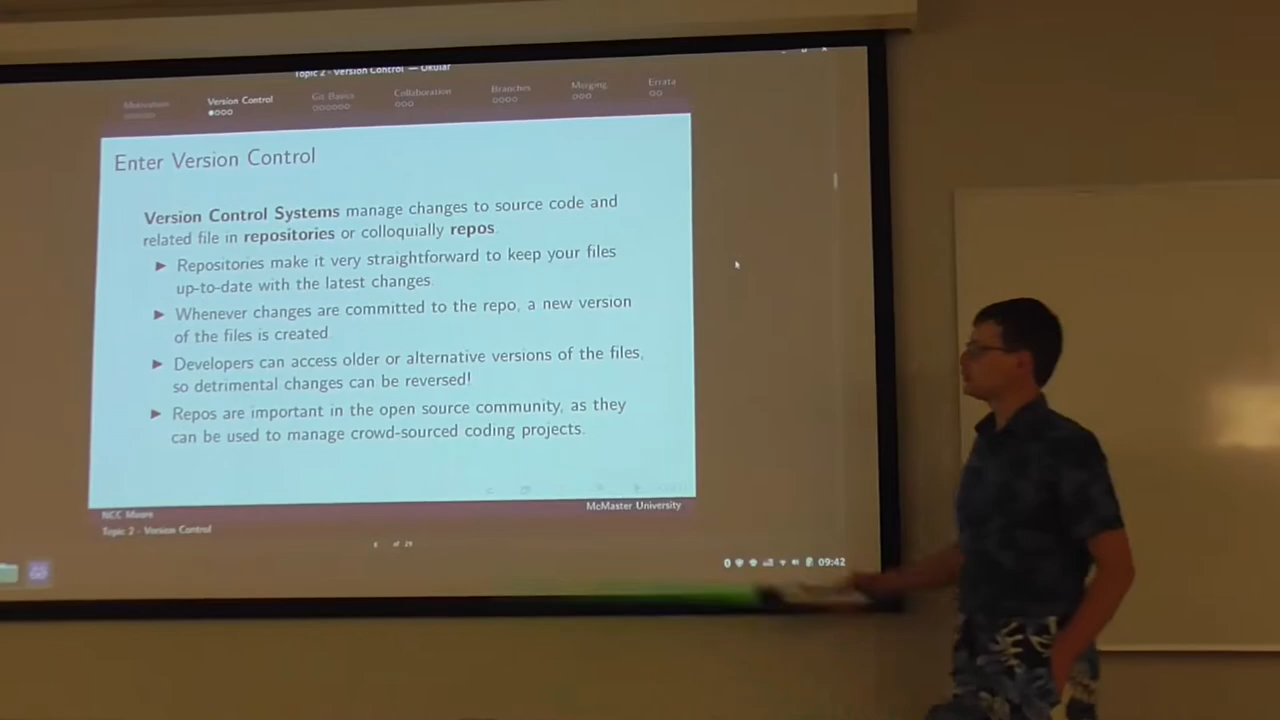 Topic 2 - Version Control — Okular
Motivation Version Control Git Basics Collaboration Branches Merging Errata
Enter Version Control
Version Control Systems manage changes to source code and
related file in repositories or colloquially repos.
Repositories make it very straightforward to keep your files
up-to-date with the latest changes.
Whenever changes are committed to the repo, a new version
of the files is created.
Developers can access older or alternative versions of the files,
so detrimental changes can be reversed!
Repos are important in the open source community, as they
can be used to manage crowd-sourced coding projects.
NCC Moore McMaster University
Topic 2 - Version Control
of 29
09:42